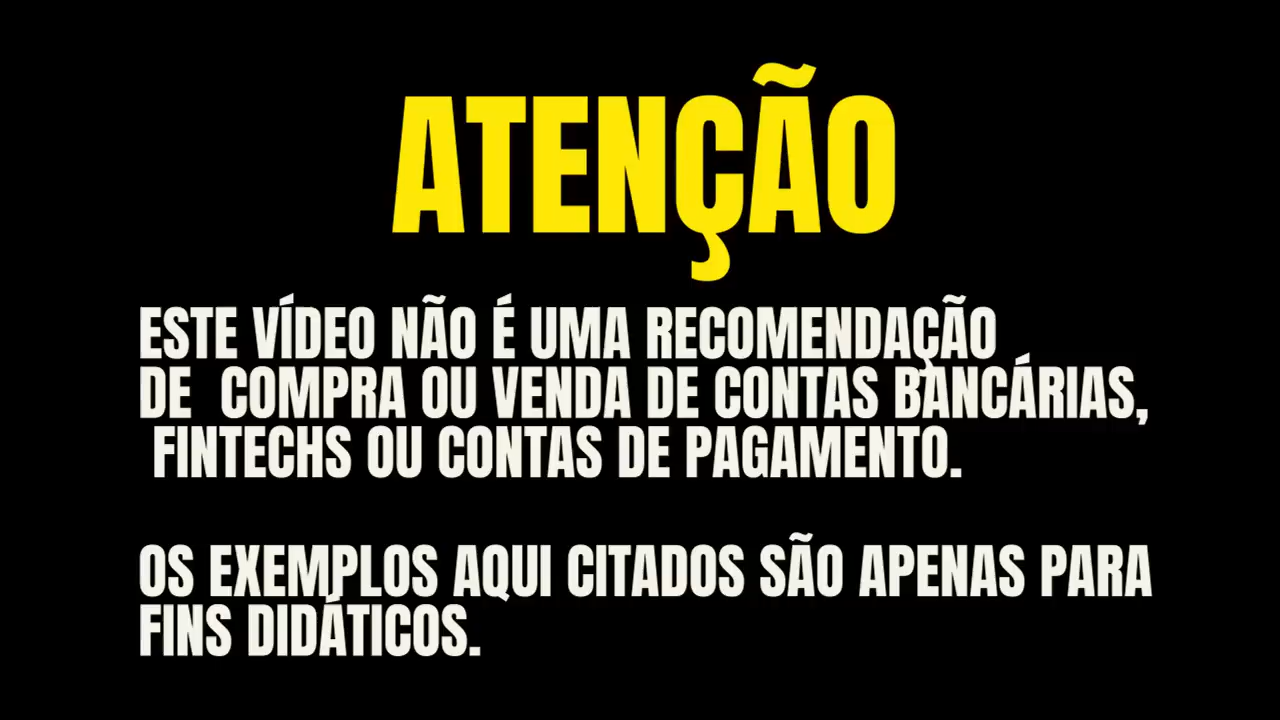 ATENÇÃO
ESTE VÍDEO NÃO É UMA RECOMENDAÇÃO
DE COMPRA OU VENDA DE CONTAS BANCÁRIAS,
FINTECHS OU CONTAS DE PAGAMENTO.
OS EXEMPLOS AQUI CITADOS SÃO APENAS PARA
FINS DIDÁTICOS.